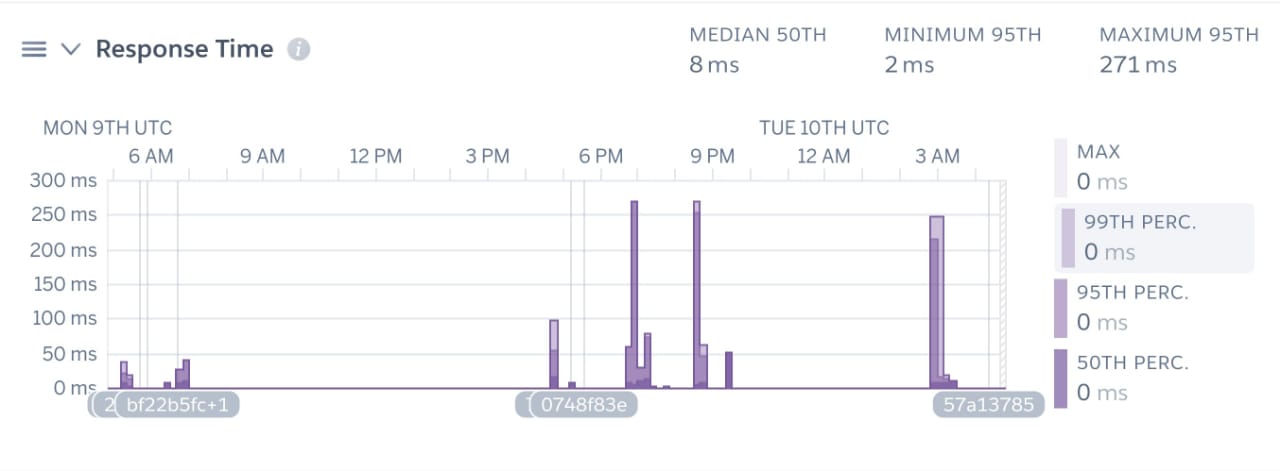 Response Time
MEDIAN 50TH
8 ms
MINIMUM 95TH
2 ms
MAXIMUM 95TH
271 ms
MON 9TH UTC
TUE 10TH UTC
6 AM 9 AM 12 PM 3 PM 6 PM 9 PM 12 AM 3 AM
300 ms
250 ms
200 ms
150 ms
100 ms
50 ms
0 ms
2
bf22b5fc+1
0748f83e
57a13785
MAX
0 ms
99TH PERC.
0 ms
95TH PERC.
0 ms
50TH PERC.
0 ms